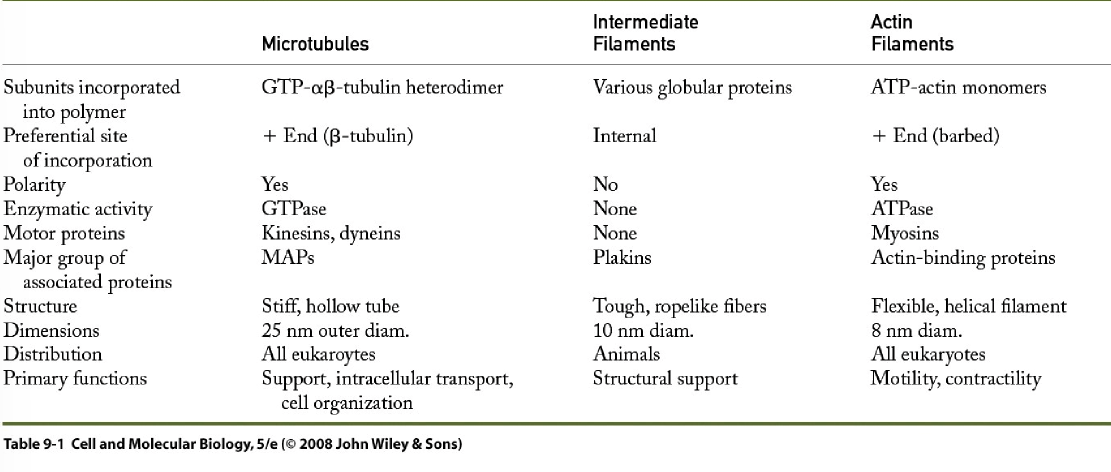 Microtubules Intermediate Filaments Actin Filaments
Subunits incorporated into polymer GTP-αβ-tubulin heterodimer Various globular proteins ATP-actin monomers
Preferential site of incorporation + End (β-tubulin) Internal + End (barbed)
Polarity Yes No Yes
Enzymatic activity GTPase None ATPase
Motor proteins Kinesins, dyneins None Myosins
Major group of associated proteins MAPs Plakins Actin-binding proteins
Structure Stiff, hollow tube Tough, ropelike fibers Flexible, helical filament
Dimensions 25 nm outer diam. 10 nm diam. 8 nm diam.
Distribution All eukaroytes Animals All eukaryotes
Primary functions Support, intracellular transport, cell organization Structural support Motility, contractility
Table 9-1 Cell and Molecular Biology, 5/e (© 2008 John Wiley & Sons)